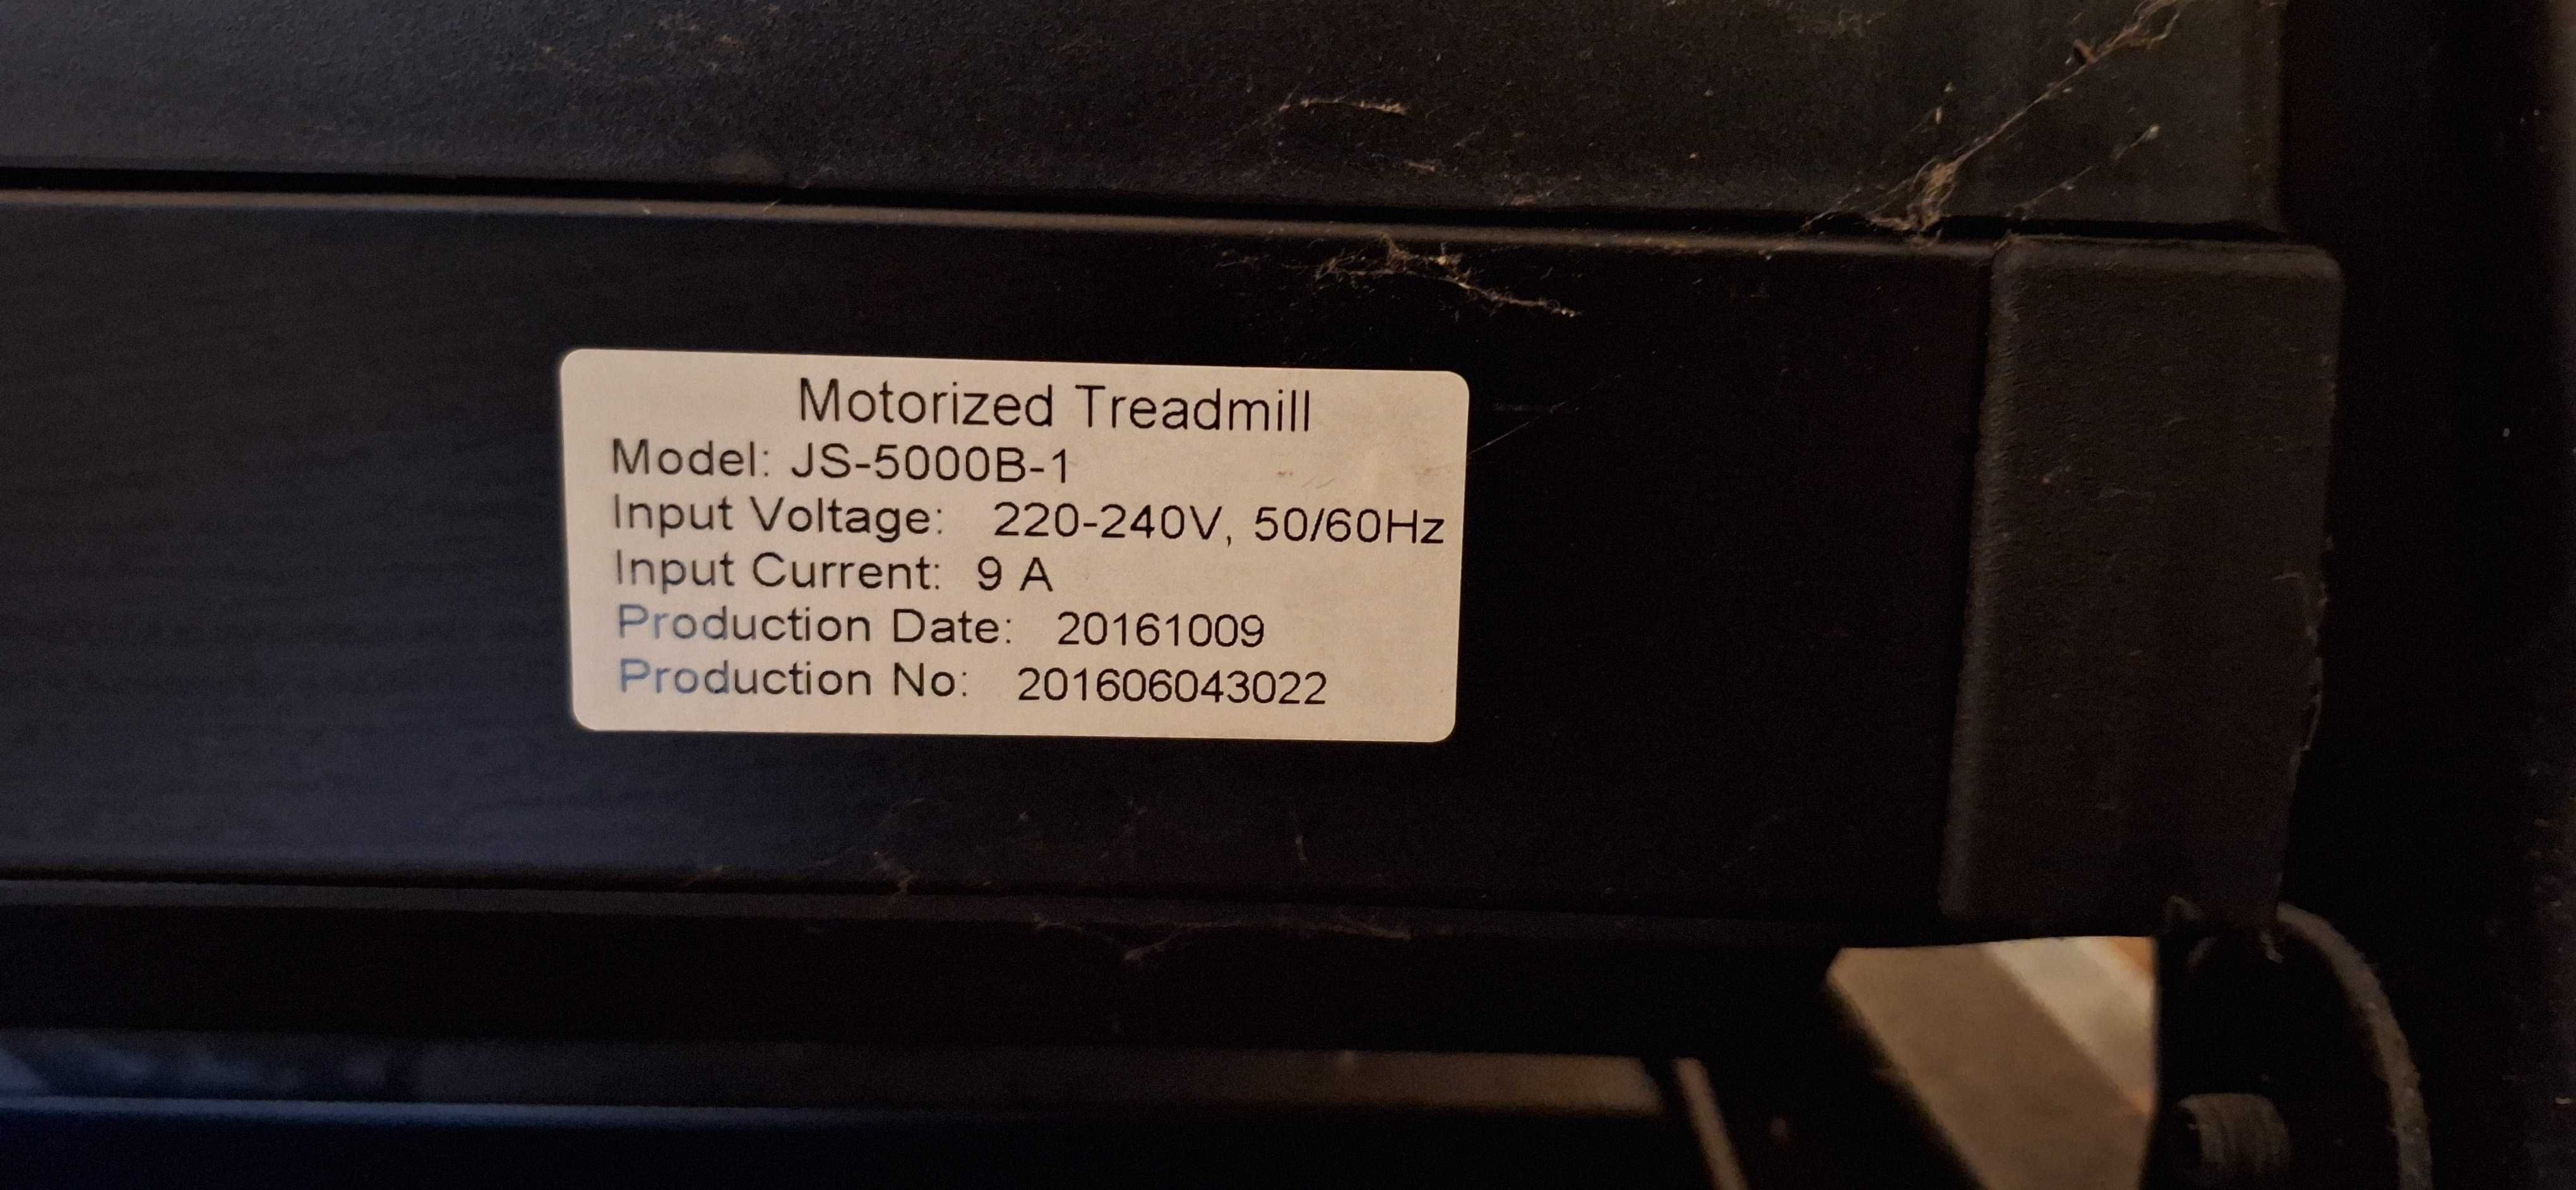 Motorized Treadmill
Model: JS-5000B-1
Input Voltage: 220-240V, 50/60Hz
Input Current: 9 A
Production Date: 20161009
Production No: 201606043022